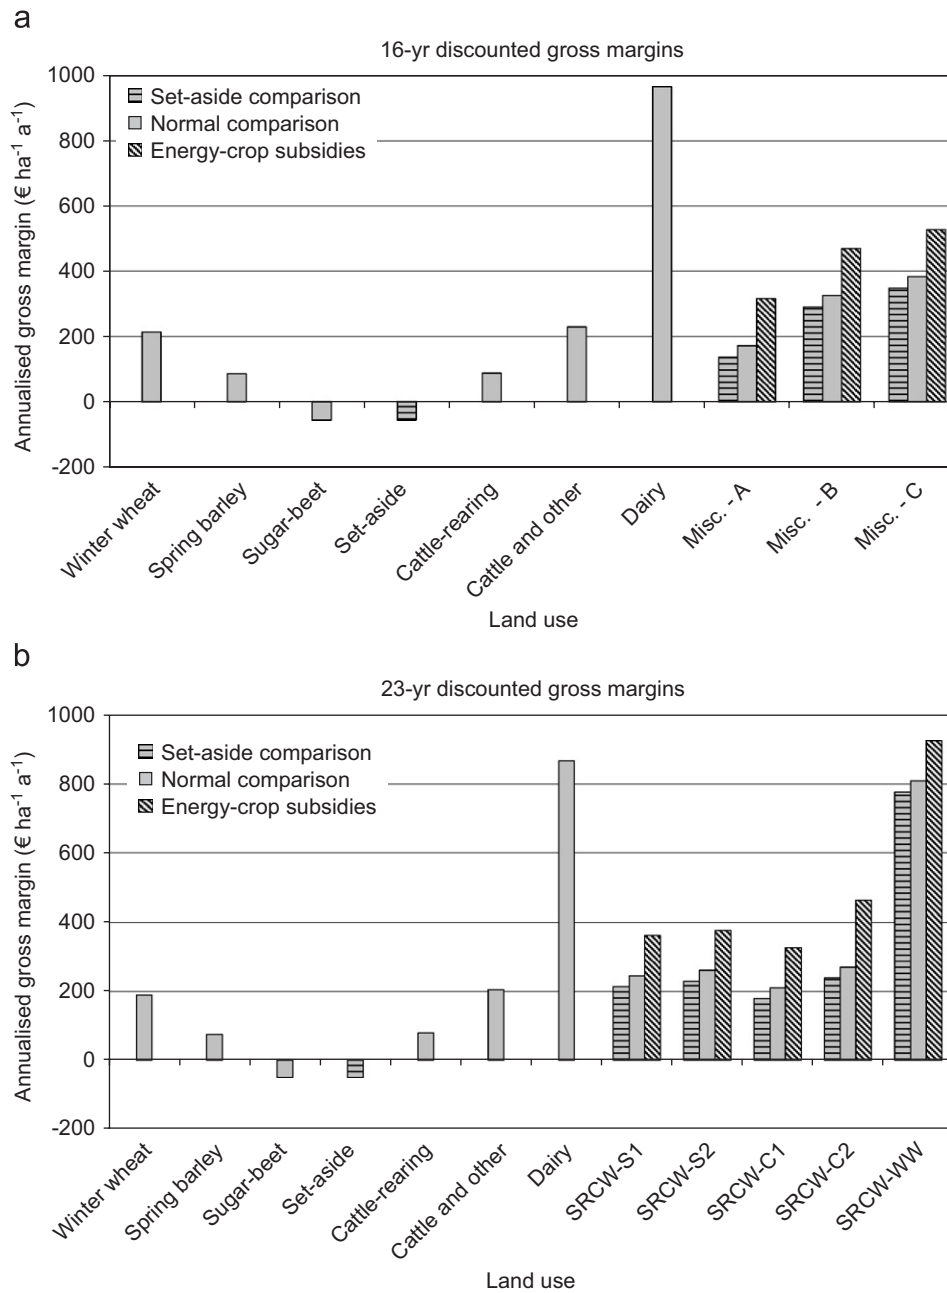 a
16-yr discounted gross margins
Annualised gross margin (€ ha⁻¹ a⁻¹)
1000
800
600
400
200
0
-200
Set-aside comparison
Normal comparison
Energy-crop subsidies
Winter wheat
Spring barley
Sugar-beet
Set-aside
Cattle-rearing
Cattle and other
Dairy
Misc. - A
Misc. - B
Misc. - C
Land use
b
23-yr discounted gross margins
Annualised gross margin (€ ha⁻¹ a⁻¹)
1000
800
600
400
200
0
-200
Set-aside comparison
Normal comparison
Energy-crop subsidies
Winter wheat
Spring barley
Sugar-beet
Set-aside
Cattle-rearing
Cattle and other
Dairy
SRCW-S1
SRCW-S2
SRCW-C1
SRCW-C2
SRCW-WW
Land use